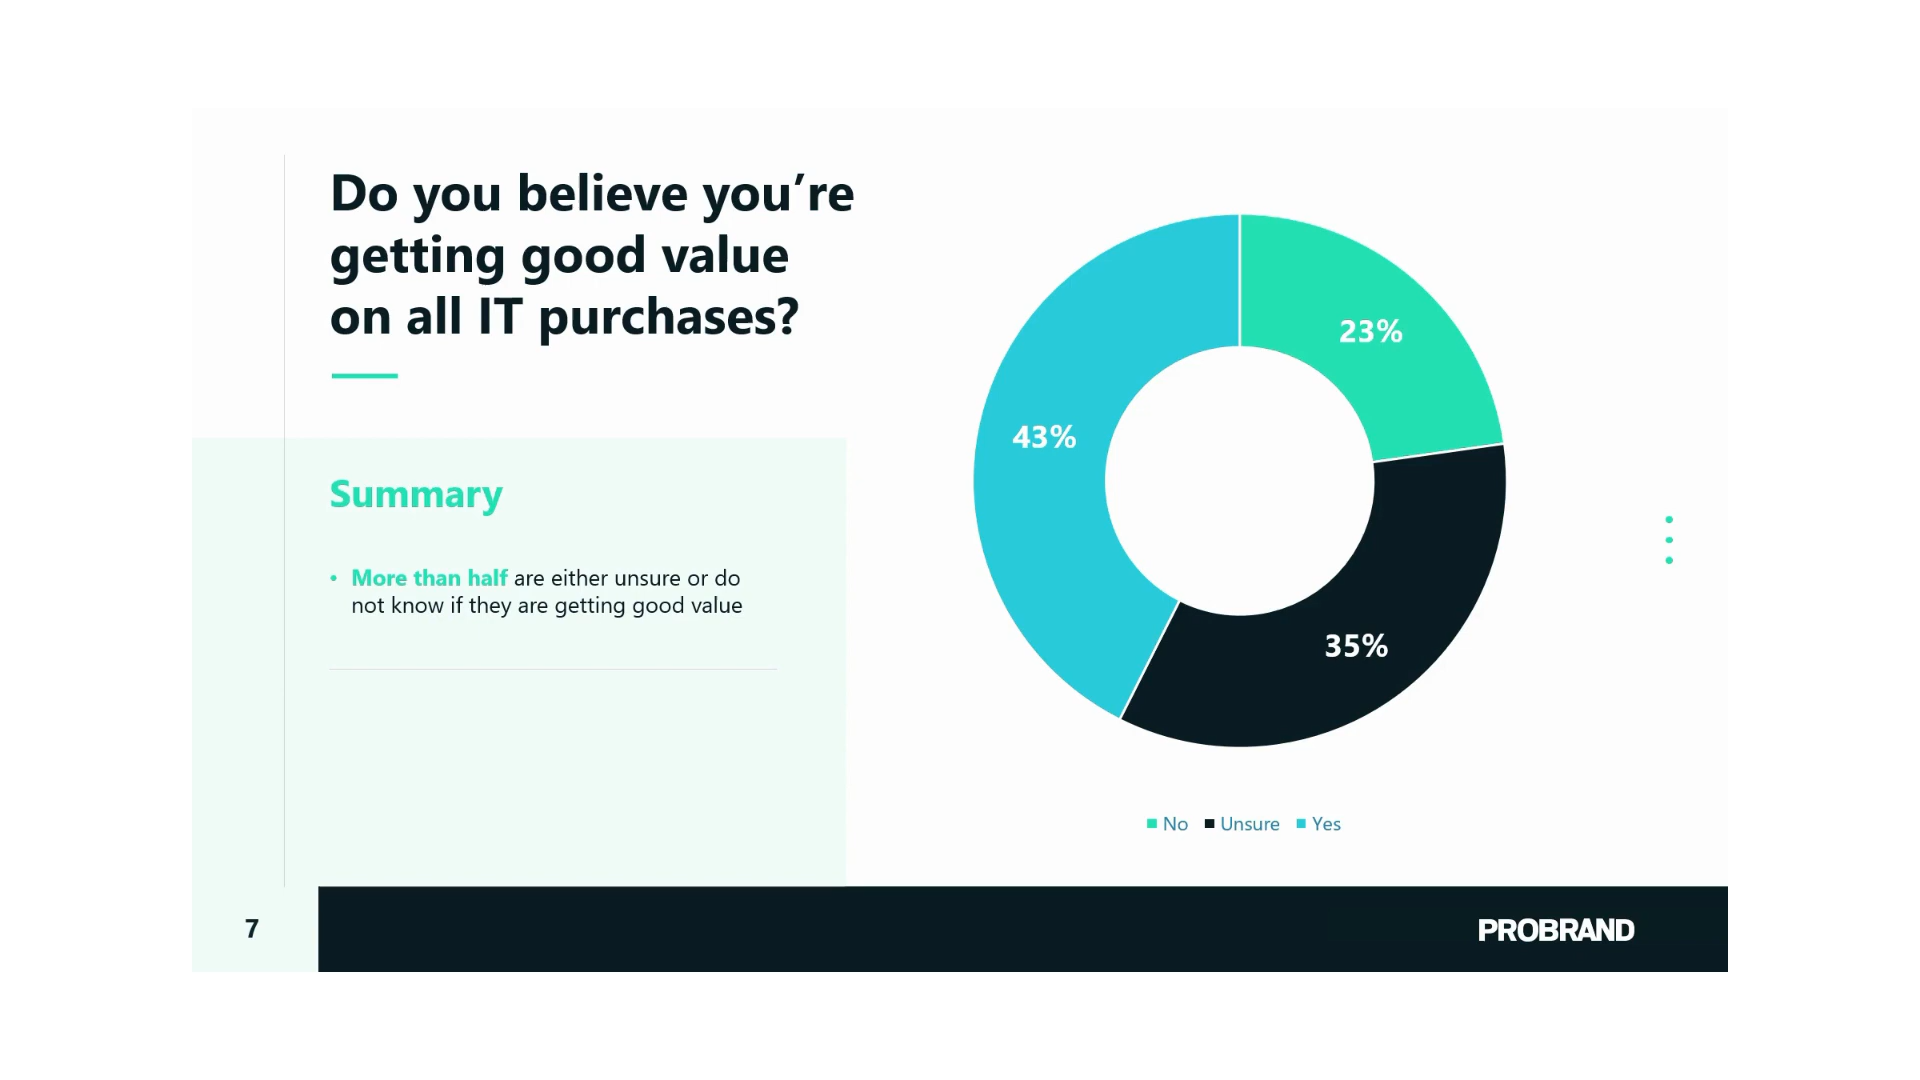 Do you believe you’re
getting good value
on all IT purchases?
Summary
• More than half are either unsure or do
not know if they are getting good value
23%
43%
35%
No Unsure Yes
7
PROBRAND